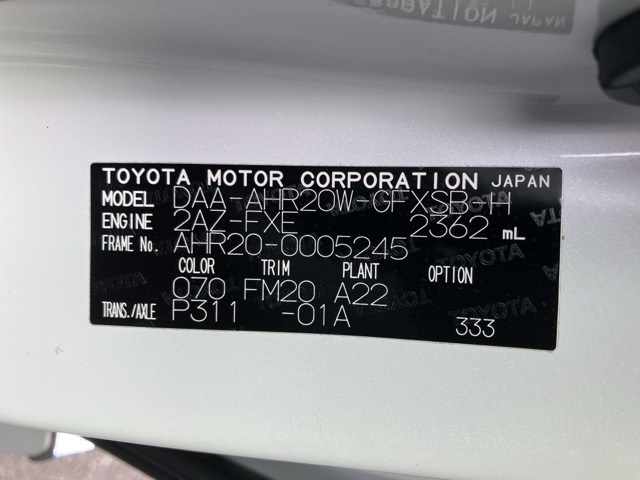 TOYOTA MOTOR CORPORATION JAPAN
MODEL DAA-AHR20W-GFXSB-H
ENGINE 2AZ-FXE 2362 mL
FRAME No. AHR20-0005245
COLOR TRIM PLANT OPTION
070 FM20 A22
TRANS./AXLE P311 -01A 333